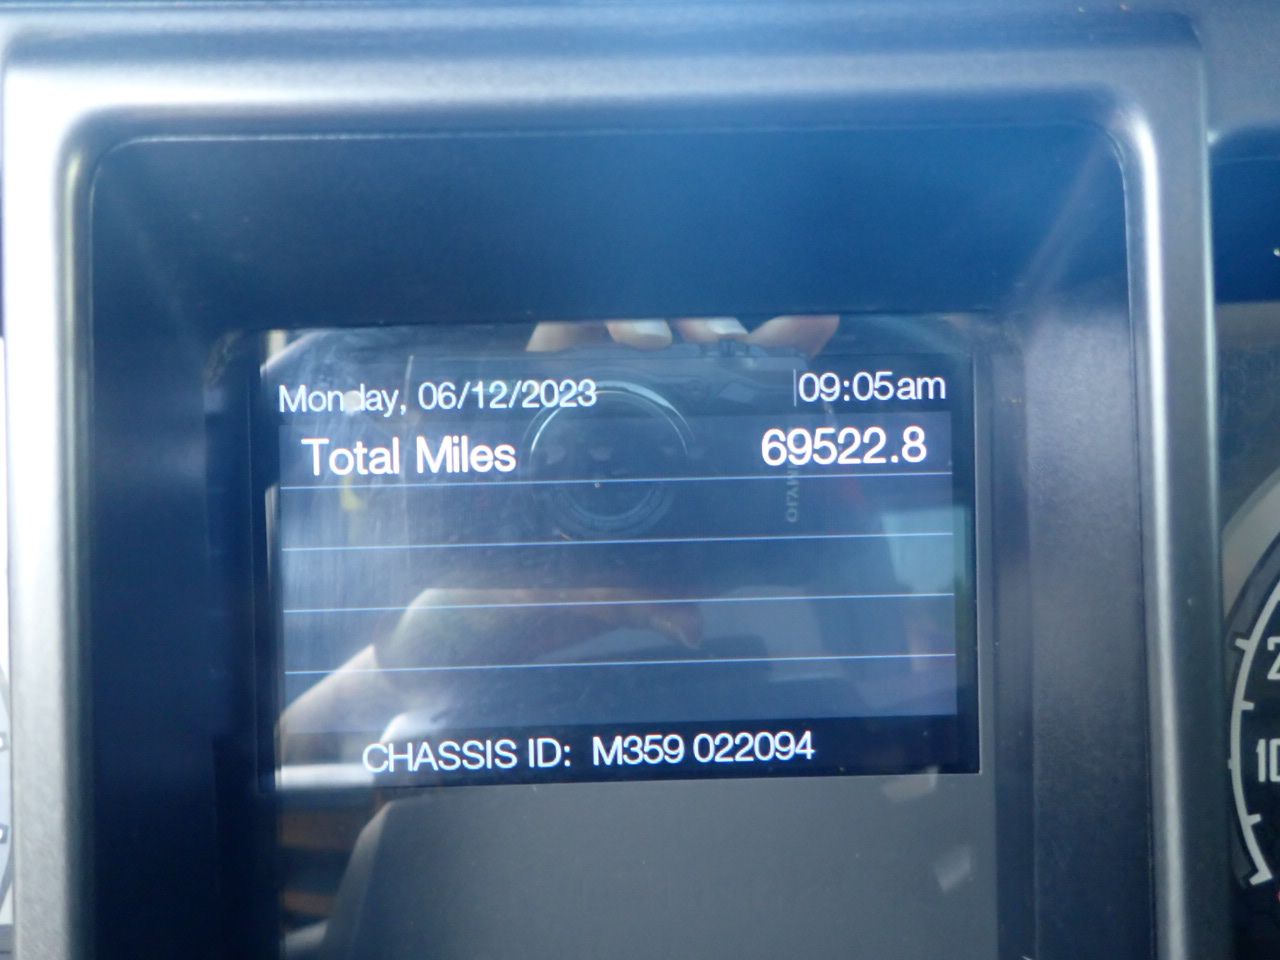 Monday, 06/12/2023 09:05am
Total Miles 69522.8
CHASSIS ID: M359 022094